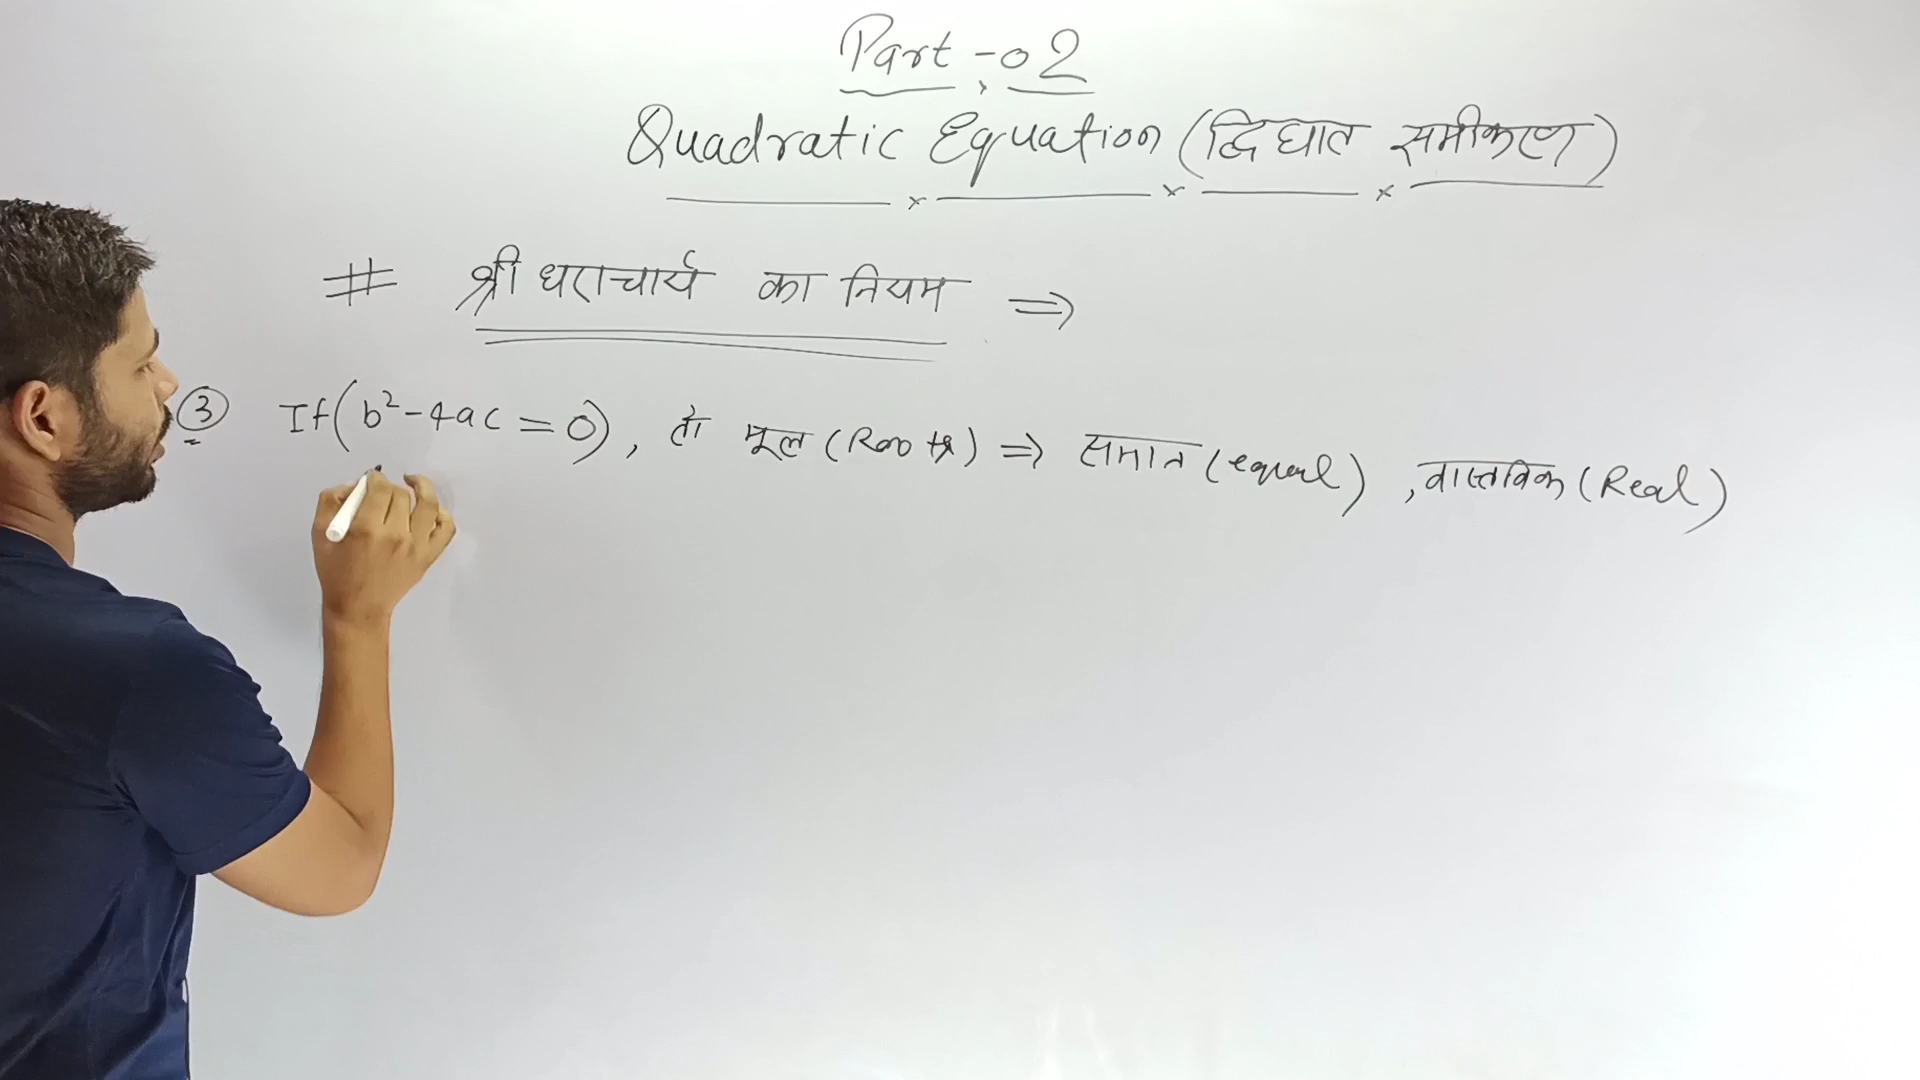 Part - 02
Quadratic Equation (द्विघात समीकरण)
# श्री धराचार्य का नियम ⇒
③ If (b²-4ac = 0), तो मूल (Roots) ⇒ समान (equal), वास्तविक (Real)